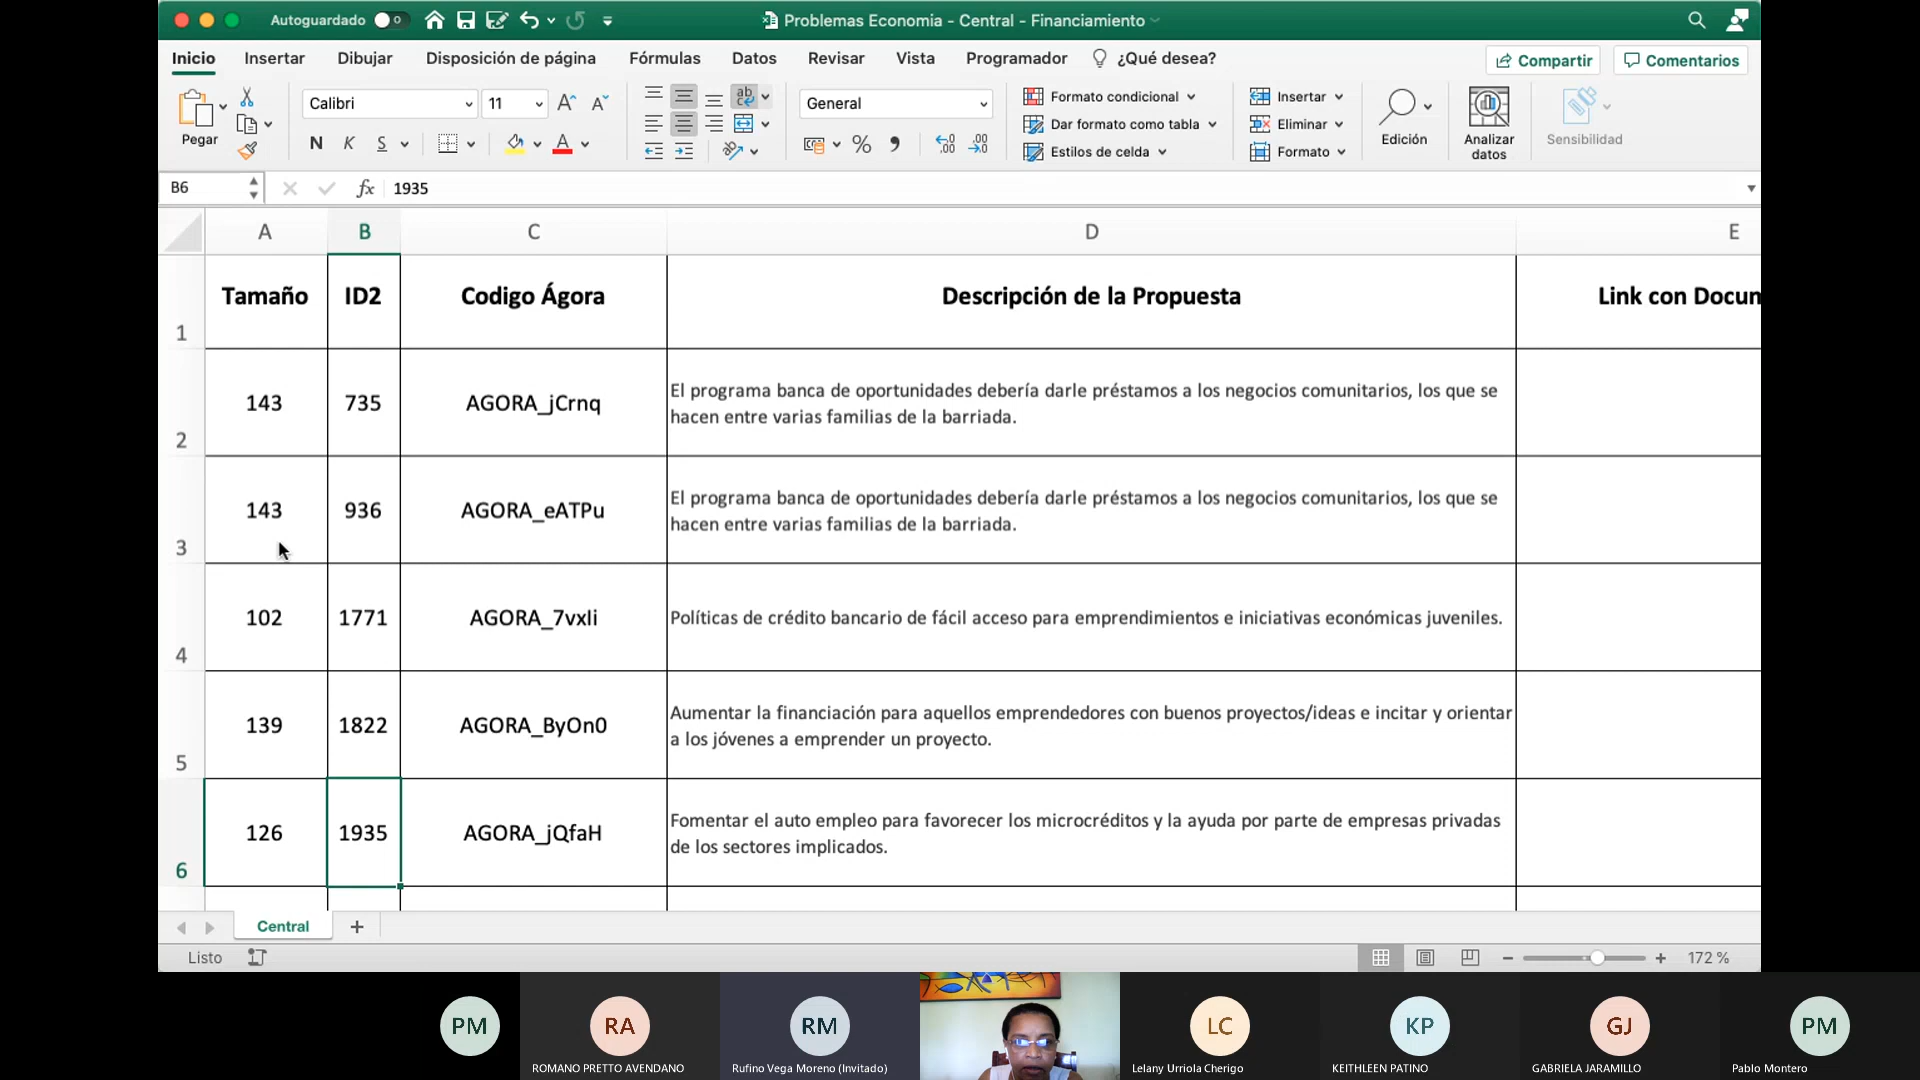 Autoguardado
Problemas Economia - Central - Financiamiento
Inicio
Insertar
Dibujar
Disposición de página
Fórmulas
Datos
Revisar
Vista
Programador
¿Qué desea?
Compartir
Comentarios
Pegar
Calibri
11
N K S
General
Formato condicional
Dar formato como tabla
Estilos de celda
Insertar
Eliminar
Formato
Edición
Analizar
datos
Sensibilidad
B6
fx
1935
A B C D E
1
Tamaño
ID2
Codigo Ágora
Descripción de la Propuesta
Link con Docum
2
143
735
AGORA_jCrnq
El programa banca de oportunidades debería darle préstamos a los negocios comunitarios, los que se
hacen entre varias familias de la barriada.
3
143
936
AGORA_eATPu
El programa banca de oportunidades debería darle préstamos a los negocios comunitarios, los que se
hacen entre varias familias de la barriada.
4
102
1771
Políticas de crédito bancario de fácil acceso para emprendimientos e iniciativas económicas juveniles.
5
139
1822
AGORA_ByOn0
Aumentar la financiación para aquellos emprendedores con buenos proyectos/ideas e incitar y orientar
a los jóvenes a emprender un proyecto.
6
126
1935
AGORA_jQfaH
Fomentar el auto empleo para favorecer los microcréditos y la ayuda por parte de empresas privadas
de los sectores implicados.
Central
Listo
172 %
PM
RA
ROMANO PRETTO AVENDANO
RM
Rufino Vega Moreno (Invitado)
LC
Lelany Urriola Cherigo
KP
KEITHLEEN PATINO
GJ
GABRIELA JARAMILLO
PM
Pablo Montero